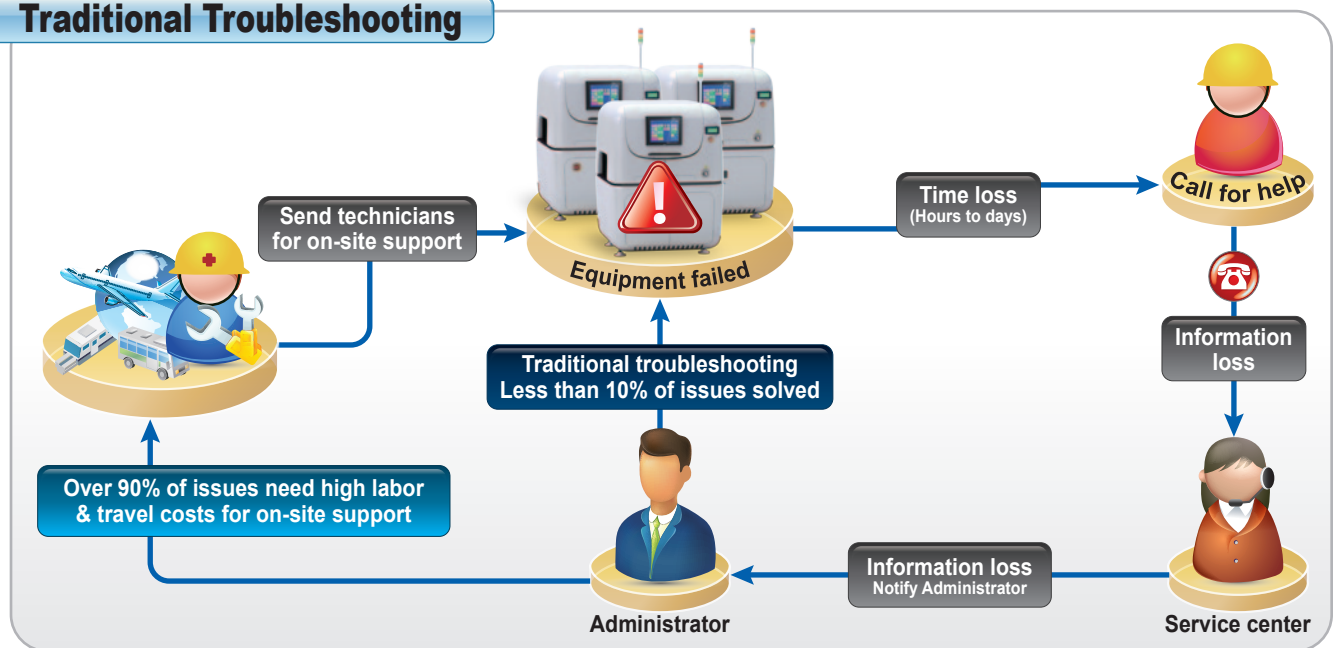 Traditional Troubleshooting
Equipment failed
Time loss
(Hours to days)
Call for help
Send technicians
for on-site support
Information
loss
Traditional troubleshooting
Less than 10% of issues solved
Over 90% of issues need high labor
& travel costs for on-site support
Information loss
Notify Administrator
Administrator
Service center